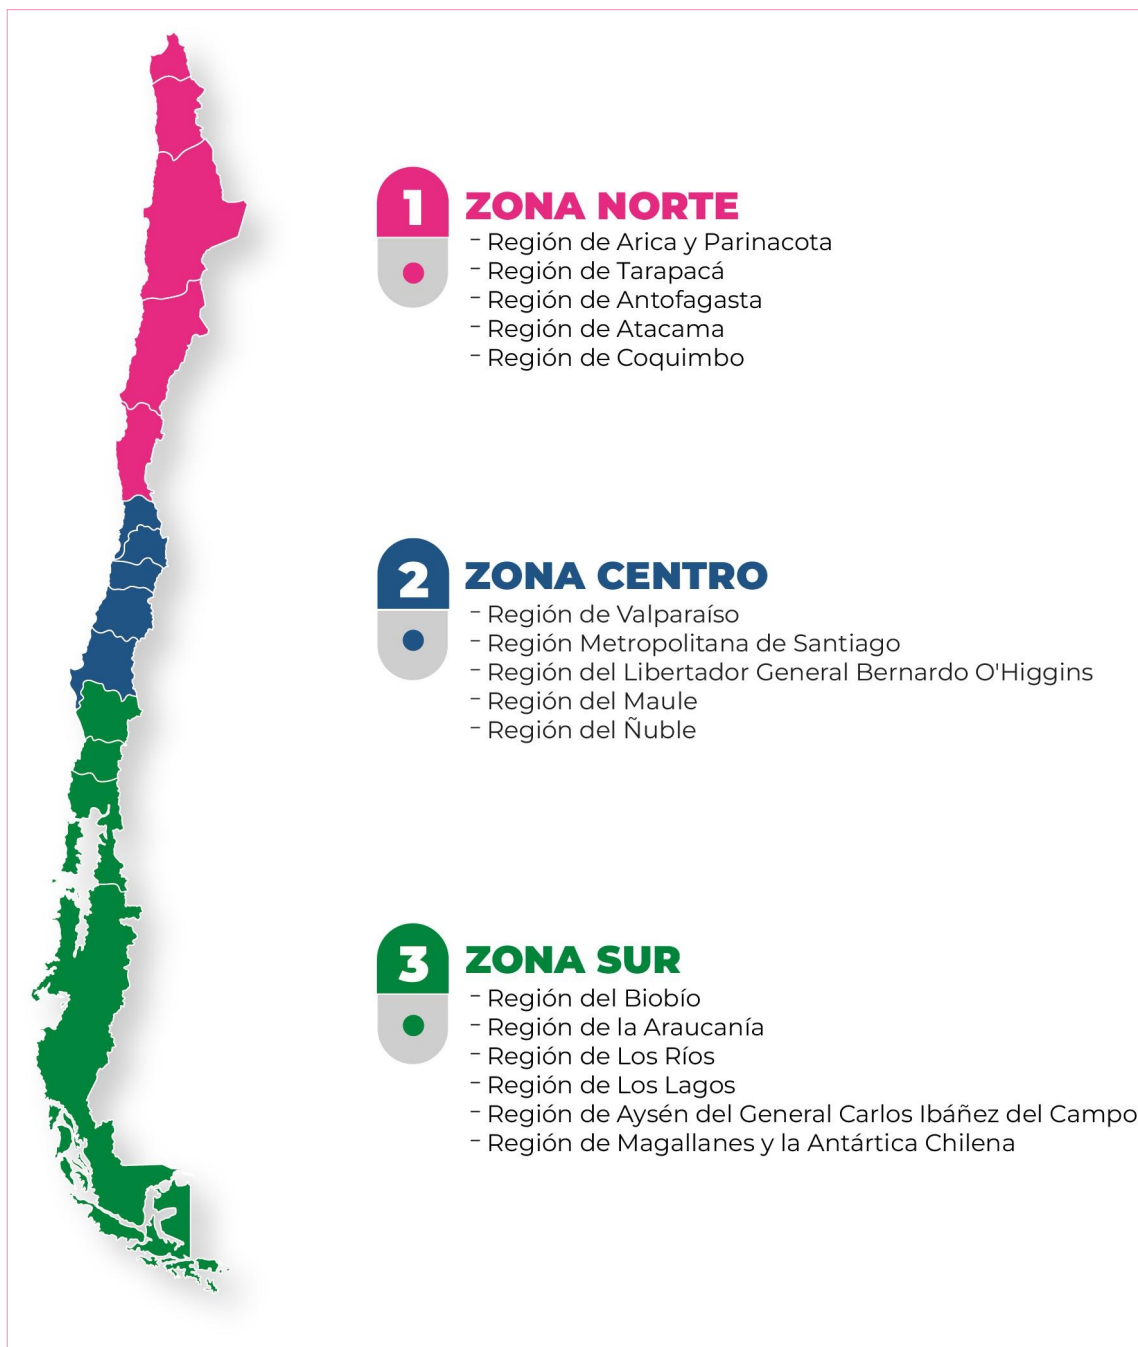 1
ZONA NORTE
- Región de Arica y Parinacota
- Región de Tarapacá
- Región de Antofagasta
- Región de Atacama
- Región de Coquimbo
2
ZONA CENTRO
- Región de Valparaíso
- Región Metropolitana de Santiago
- Región del Libertador General Bernardo O'Higgins
- Región del Maule
- Región del Ñuble
3
ZONA SUR
- Región del Biobío
- Región de la Araucanía
- Región de Los Ríos
- Región de Los Lagos
- Región de Aysén del General Carlos Ibáñez del Campo
- Región de Magallanes y la Antártica Chilena